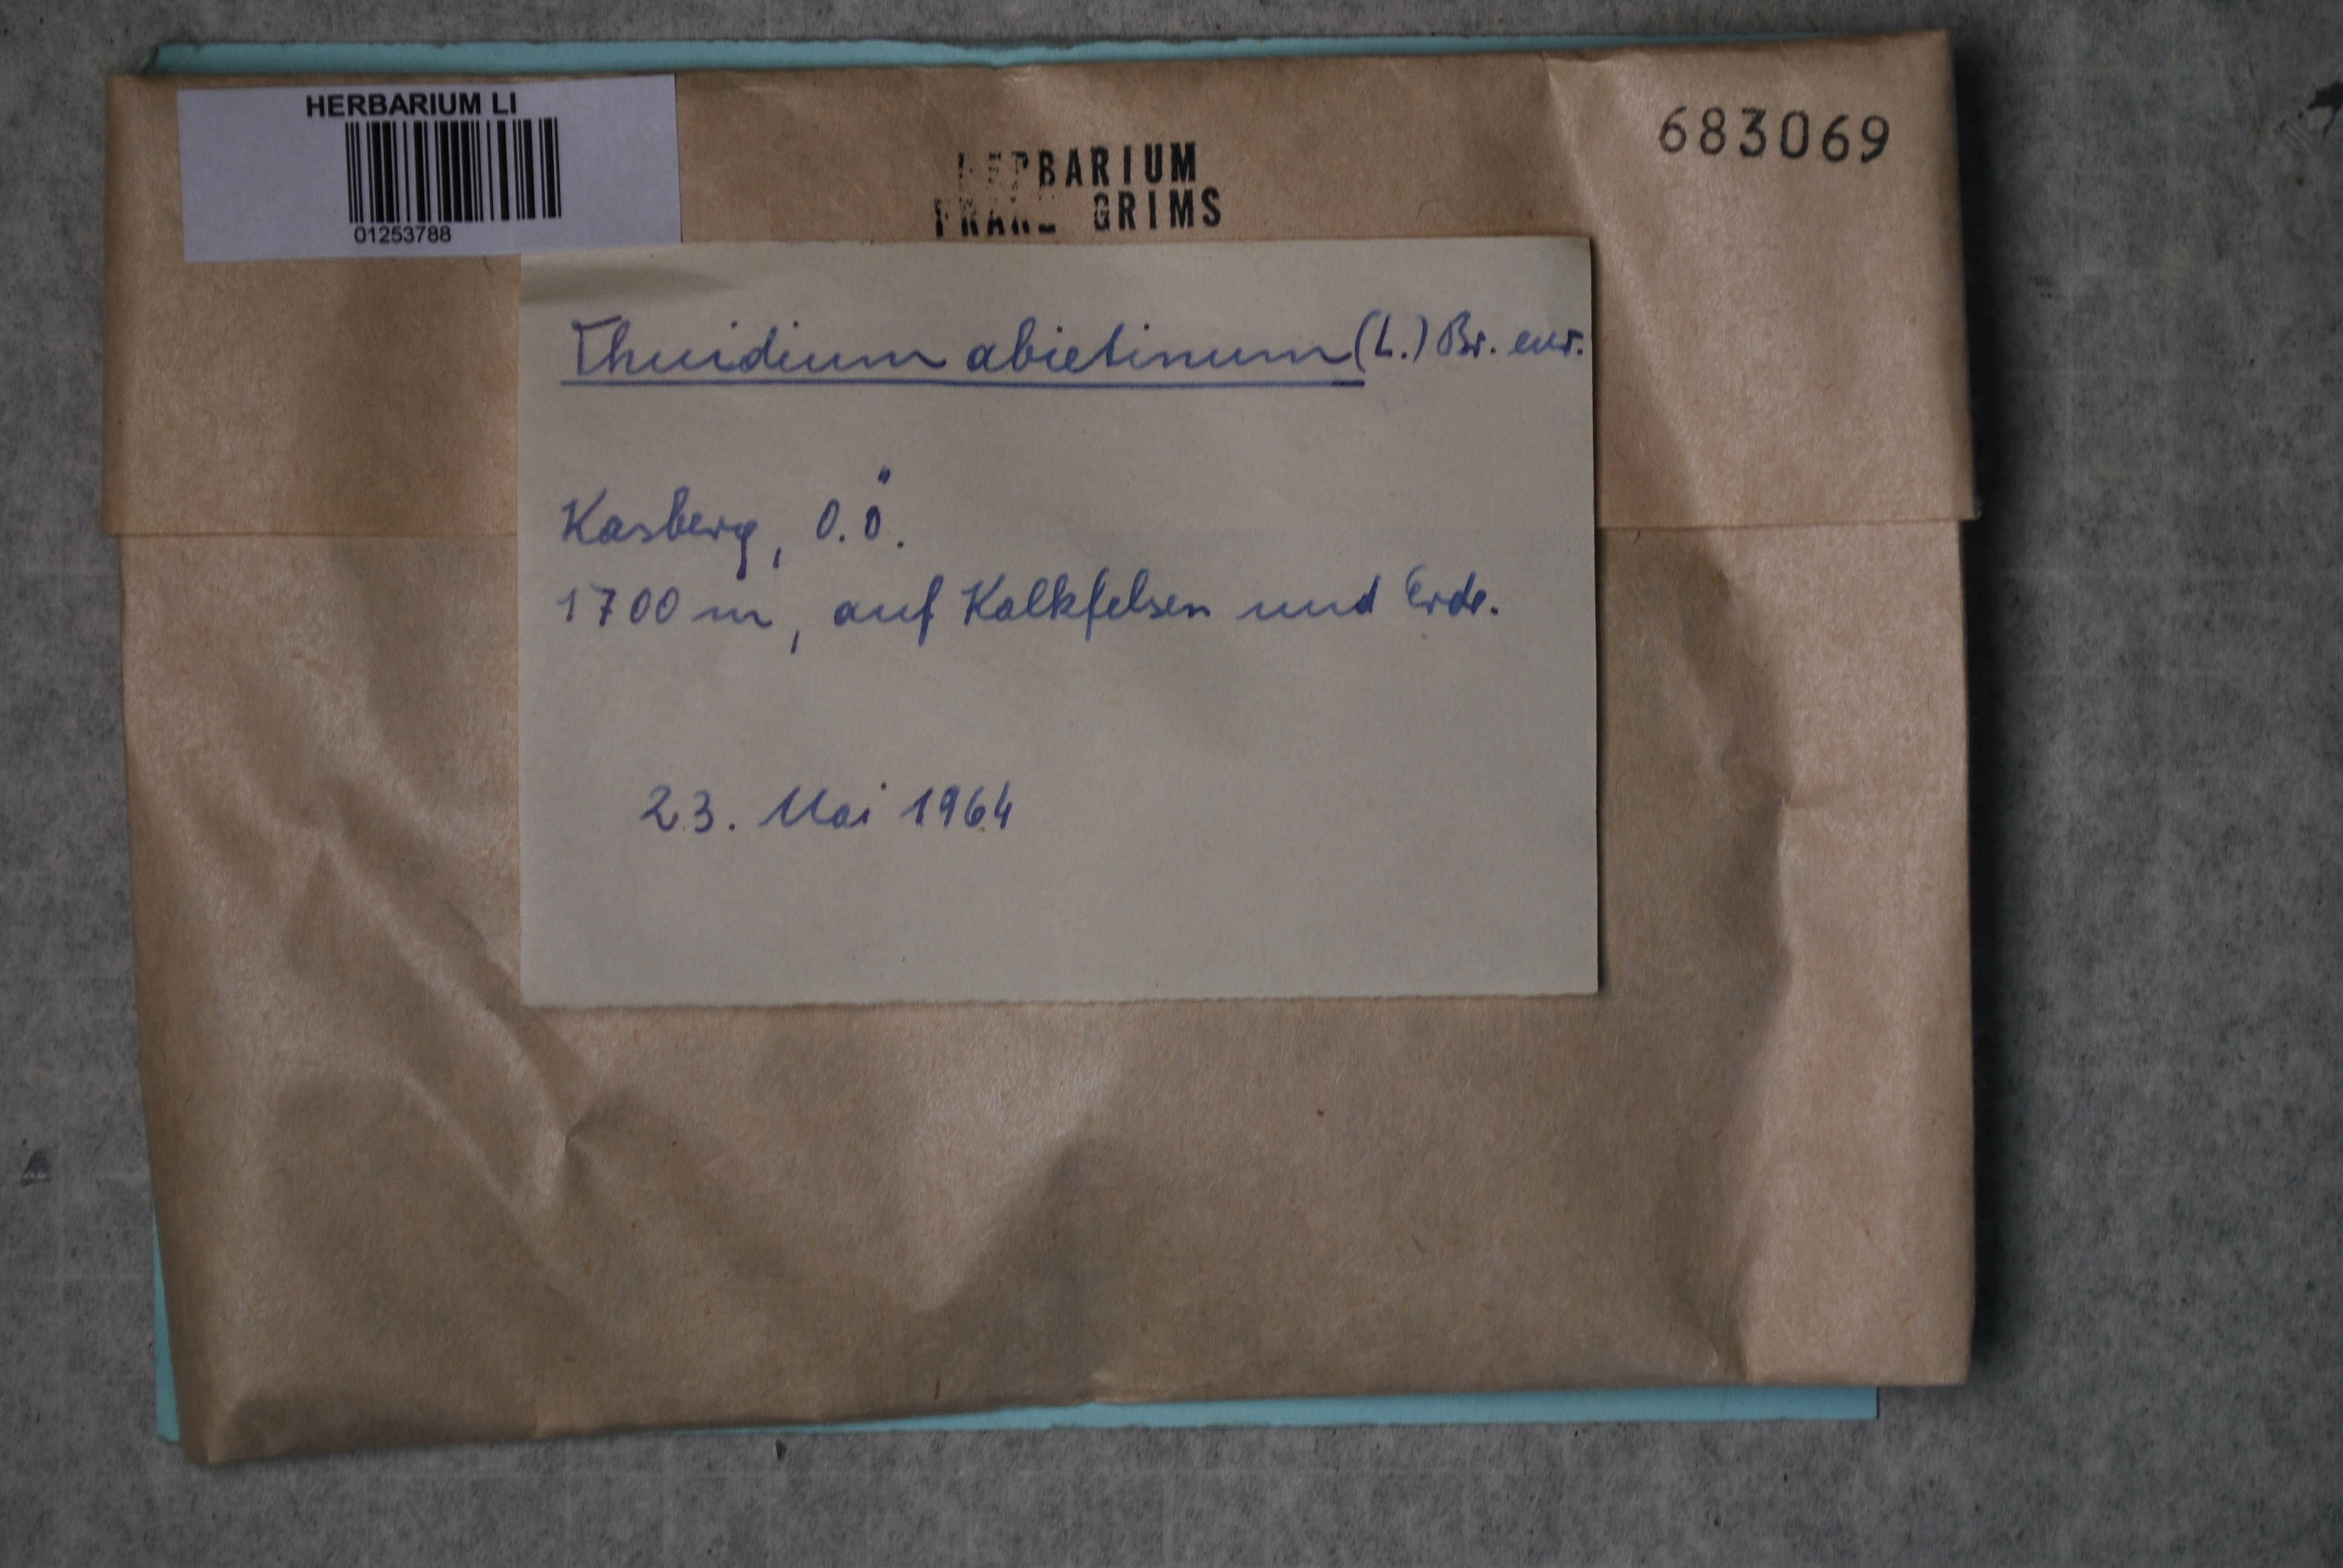 HERBARIUM LI
01253788
683069
HERBARIUM
FRANZ GRIMS
Thuidium abietinum (L.) Br. eur.
Kasberg, O.Ö.
1700 m, auf Kalkfelsen und Erde.
23. Mai 1964